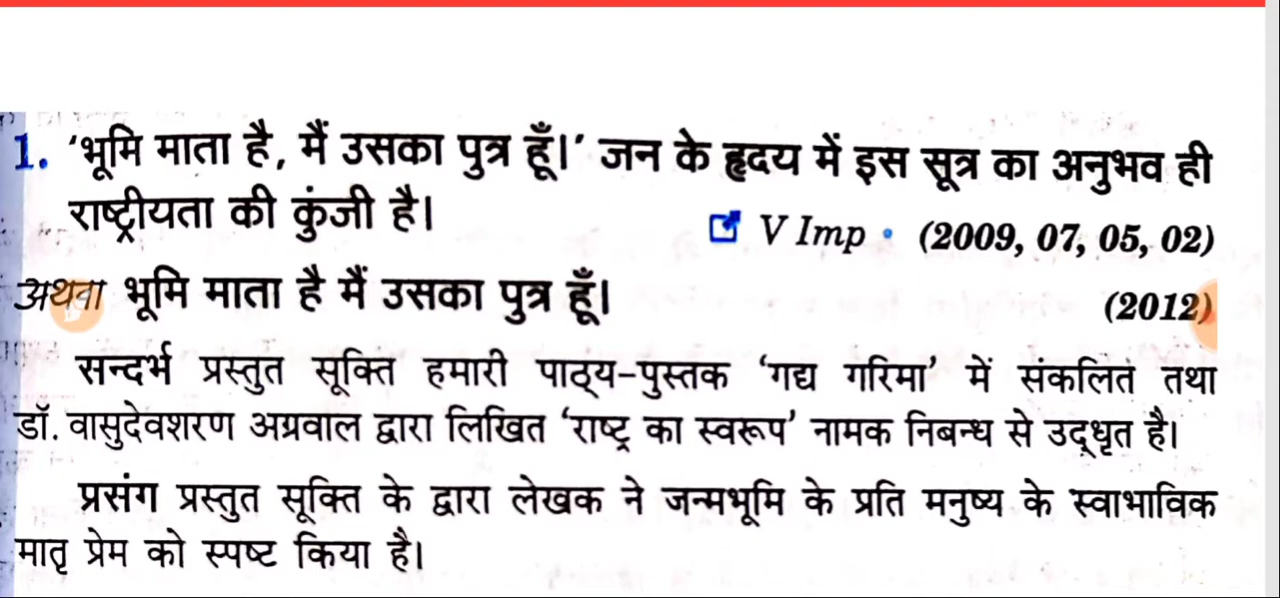 1. ‘भूमि माता है, मैं उसका पुत्र हूँ।’ जन के हृदय में इस सूत्र का अनुभव ही
राष्ट्रीयता की कुंजी है। V Imp • (2009, 07, 05, 02)
अथवा भूमि माता है मैं उसका पुत्र हूँ। (2012)
सन्दर्भ प्रस्तुत सूक्ति हमारी पाठ्य-पुस्तक ‘गद्य गरिमा’ में संकलित तथा
डॉ. वासुदेवशरण अग्रवाल द्वारा लिखित ‘राष्ट्र का स्वरूप’ नामक निबन्ध से उद्धृत है।
प्रसंग प्रस्तुत सूक्ति के द्वारा लेखक ने जन्मभूमि के प्रति मनुष्य के स्वाभाविक
मातृ प्रेम को स्पष्ट किया है।